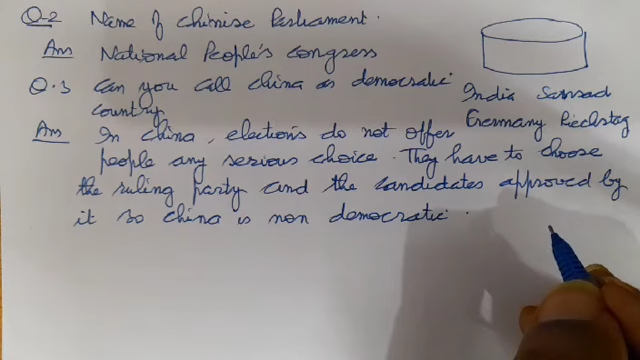 Q-2 Name of Chinise Parliament.
Ans National People's Congress
Q.3 Can you call China as democratic
country
India Sansad
Germany Riechstag
Ans In China, elections do not offer
people any serious choice. They have to choose
the ruling party and the candidates approved by
it so China is non democratic.